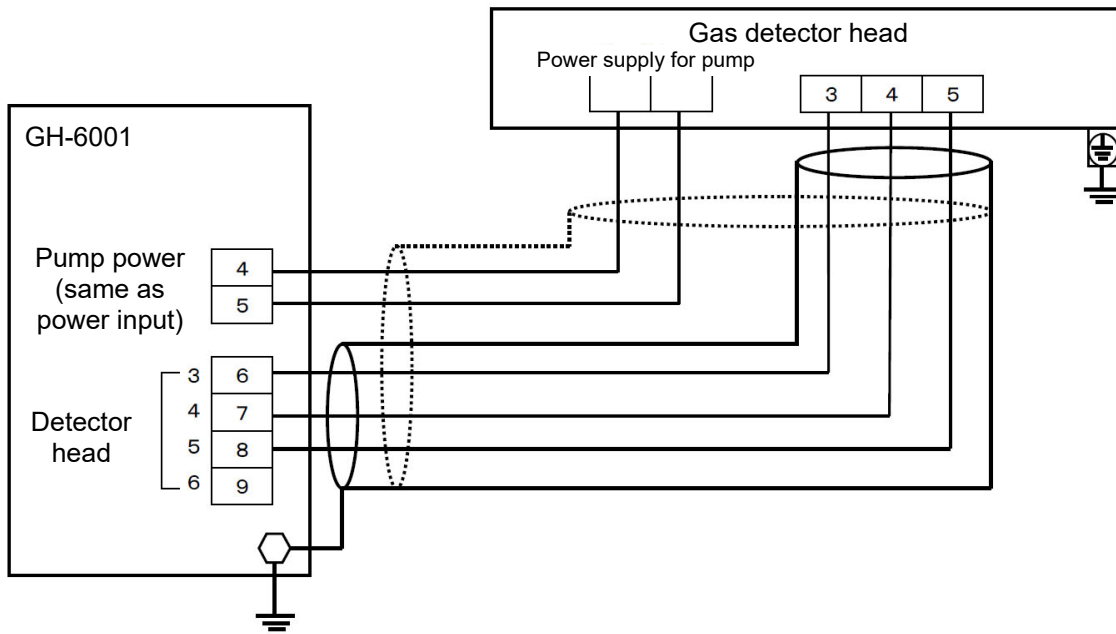 Gas detector head
Power supply for pump
3 4 5
GH-6001
Pump power
(same as
power input)
4
5
Detector
head
3 6
4 7
5 8
6 9